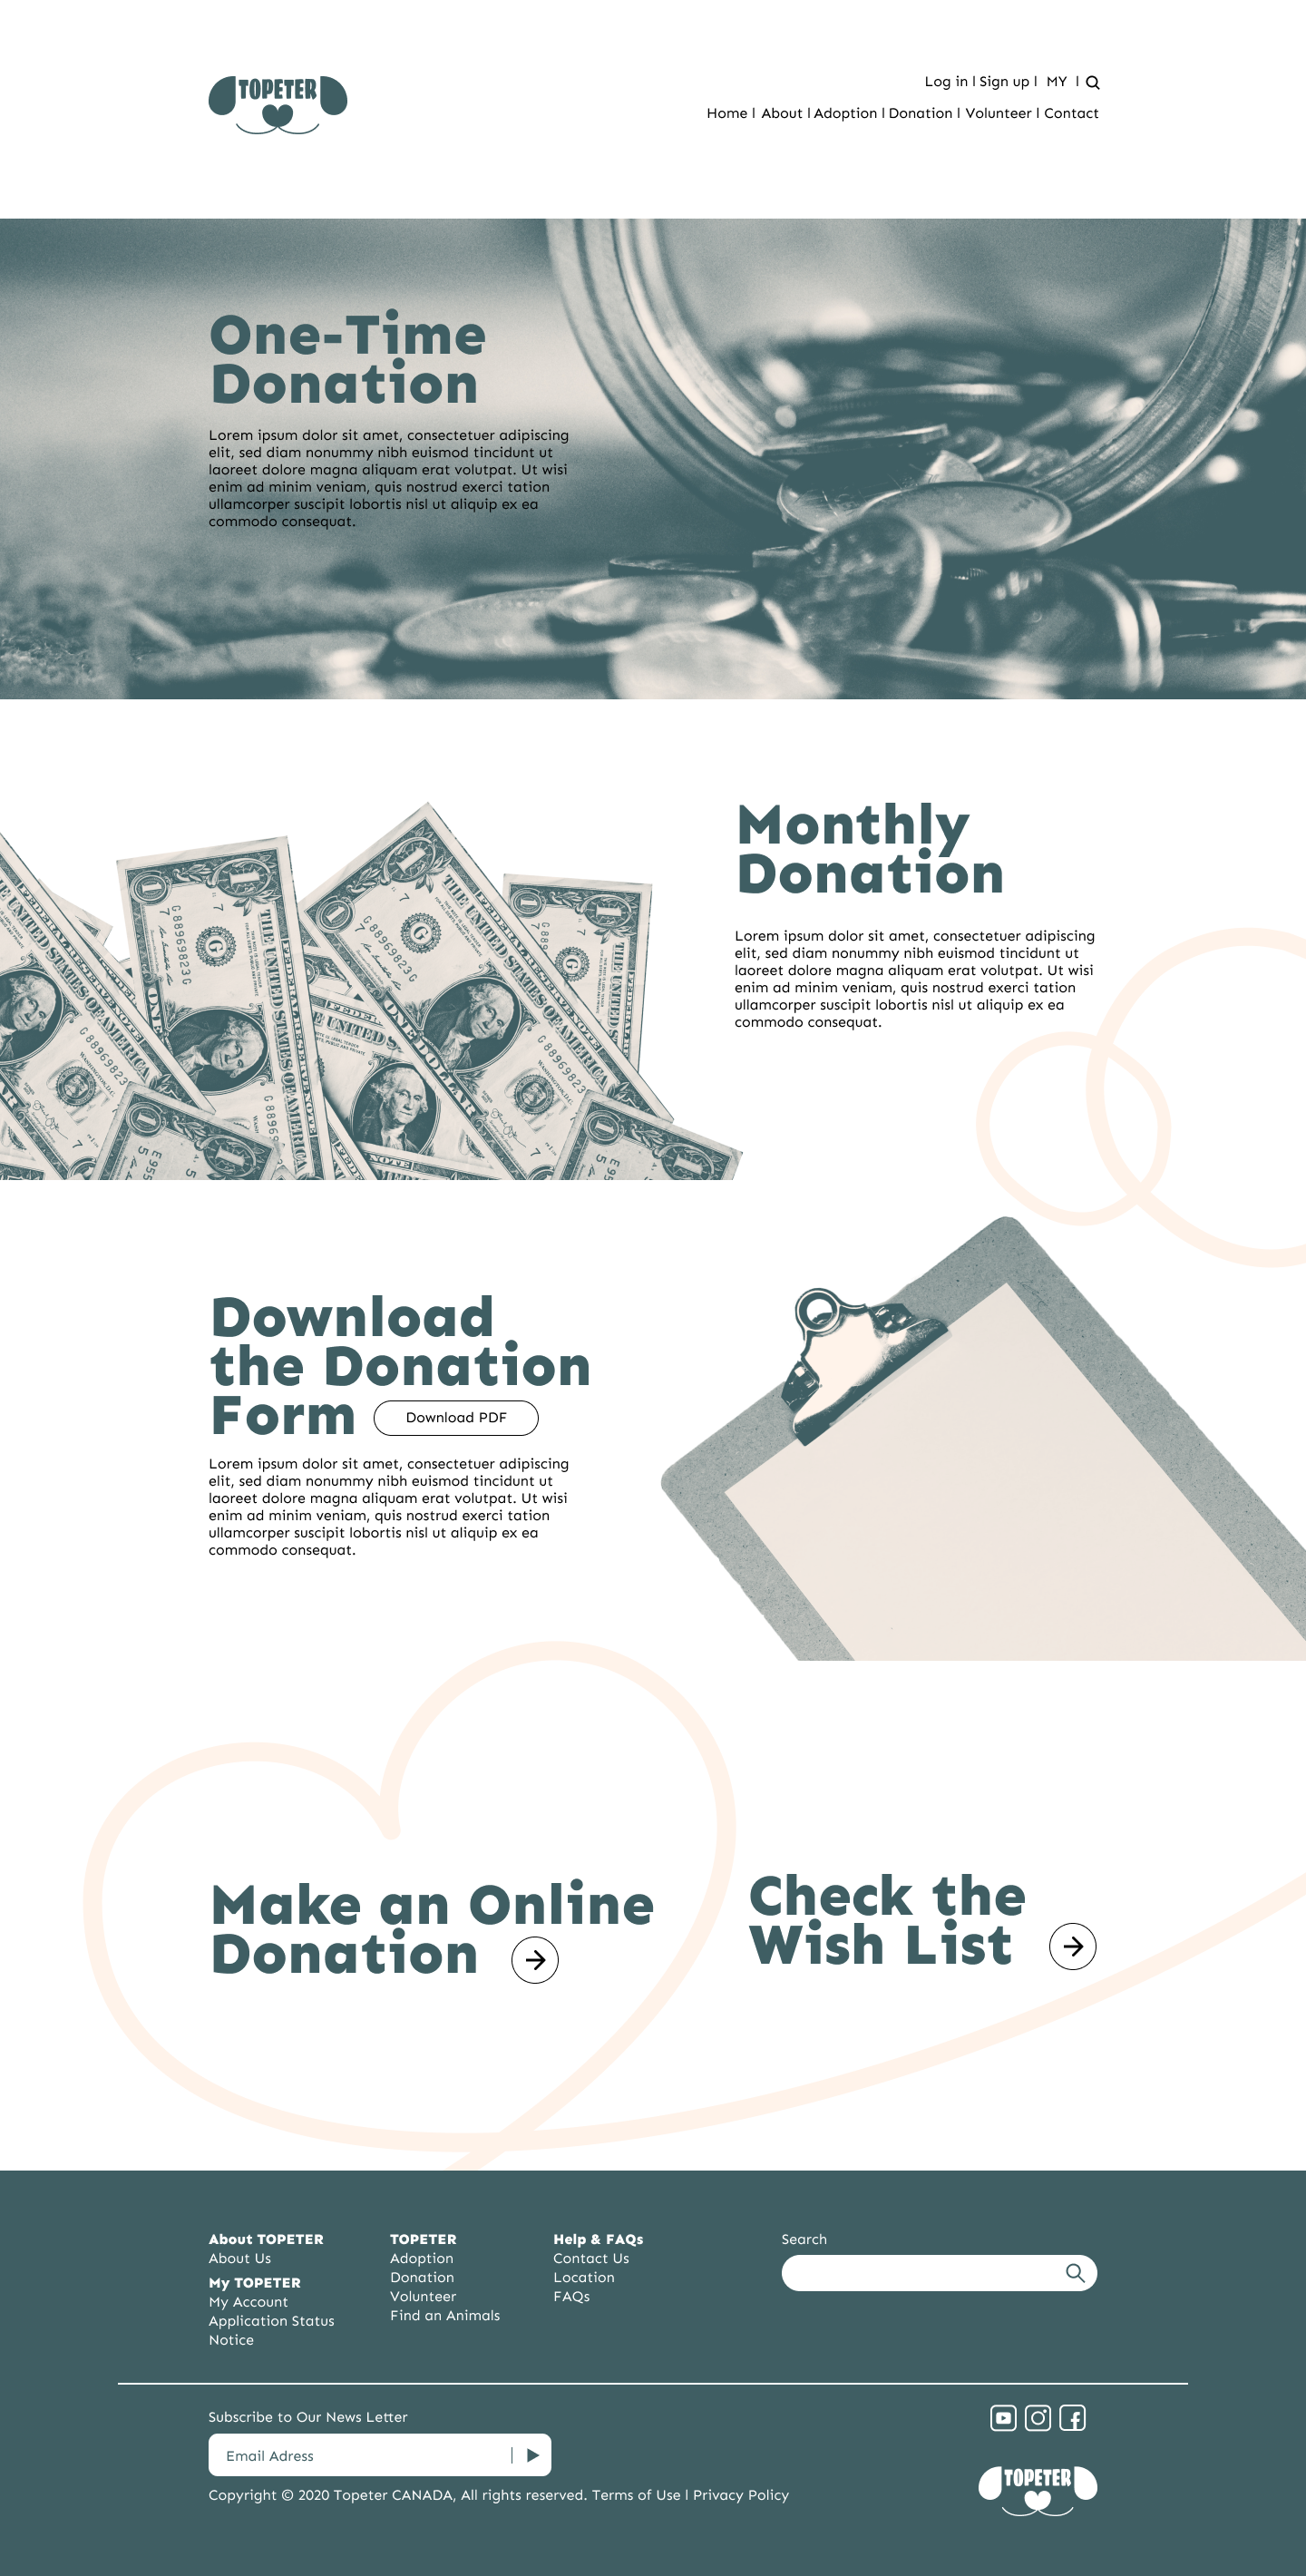 TOPETER
Log in | Sign up | MY |
Home | About | Adoption | Donation | Volunteer | Contact
One-Time
Donation
Lorem ipsum dolor sit amet, consectetuer adipiscing
elit, sed diam nonummy nibh euismod tincidunt ut
laoreet dolore magna aliquam erat volutpat. Ut wisi
enim ad minim veniam, quis nostrud exerci tation
ullamcorper suscipit lobortis nisl ut aliquip ex ea
commodo consequat.
Monthly
Donation
Lorem ipsum dolor sit amet, consectetuer adipiscing
elit, sed diam nonummy nibh euismod tincidunt ut
laoreet dolore magna aliquam erat volutpat. Ut wisi
enim ad minim veniam, quis nostrud exerci tation
ullamcorper suscipit lobortis nisl ut aliquip ex ea
commodo consequat.
THE UNITED STATES OF AMERICA
G88969823G
ONE DOLLAR
WASHINGTON, D.C.
Download
the Donation
Form
Download PDF
Lorem ipsum dolor sit amet, consectetuer adipiscing
elit, sed diam nonummy nibh euismod tincidunt ut
laoreet dolore magna aliquam erat volutpat. Ut wisi
enim ad minim veniam, quis nostrud exerci tation
ullamcorper suscipit lobortis nisl ut aliquip ex ea
commodo consequat.
Make an Online
Donation
Check the
Wish List
About TOPETER
About Us
My TOPETER
My Account
Application Status
Notice
TOPETER
Adoption
Donation
Volunteer
Find an Animals
Help & FAQs
Contact Us
Location
FAQs
Search
Subscribe to Our News Letter
Email Adress
Copyright © 2020 Topeter CANADA, All rights reserved. Terms of Use | Privacy Policy
TOPETER